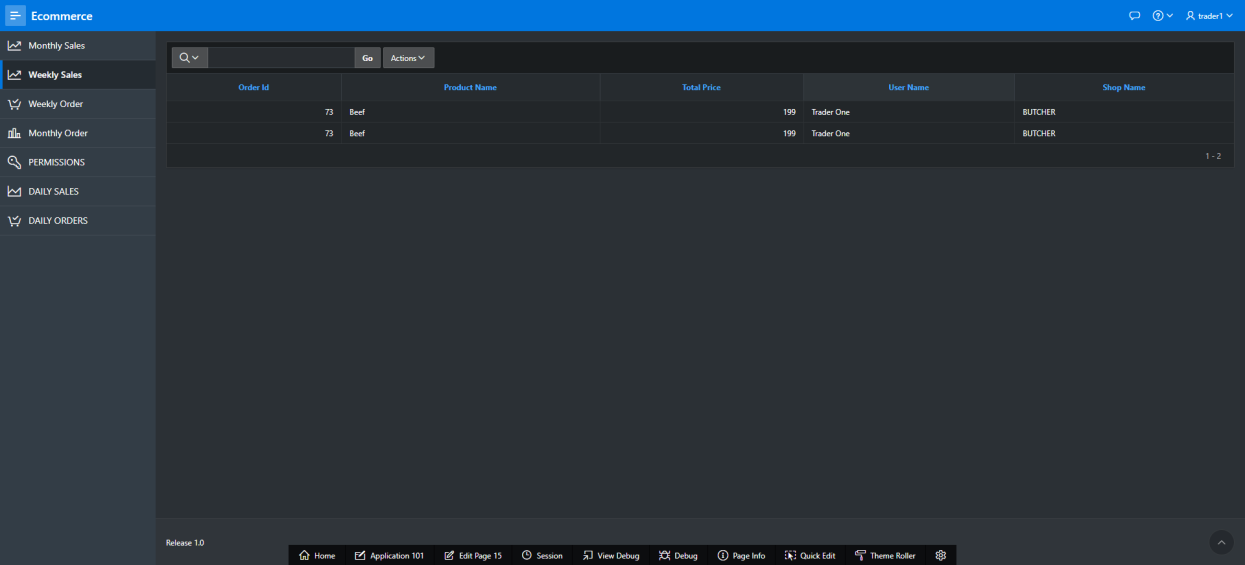 Ecommerce
trader1
Monthly Sales
Weekly Sales
Weekly Order
Monthly Order
PERMISSIONS
DAILY SALES
DAILY ORDERS
Go Actions
Order Id Product Name Total Price User Name Shop Name
73 Beef 199 Trader One BUTCHER
73 Beef 199 Trader One BUTCHER
1 - 2
Release 1.0
Home Application 101 Edit Page 15 Session View Debug Debug Page Info Quick Edit Theme Roller